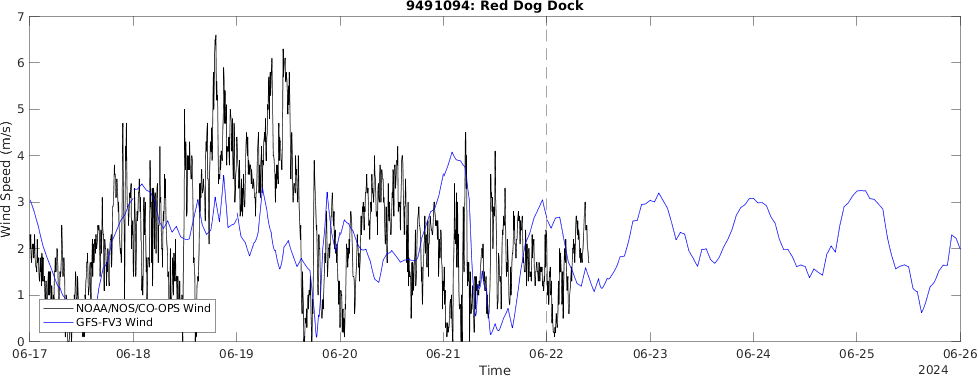 9491094: Red Dog Dock
7
6
5
4
3
2
1
0
Wind Speed (m/s)
NOAA/NOS/CO-OPS Wind
GFS-FV3 Wind
06-17 06-18 06-19 06-20 06-21 06-22 06-23 06-24 06-25 06-26
Time
2024